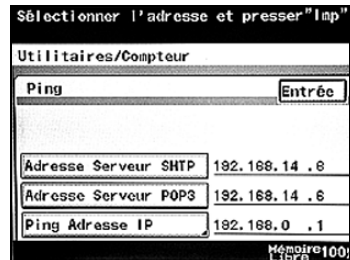 Sélectionner l'adresse et presser"Imp"
Utilitaires/Compteur
Ping
Entrée
Adresse Serveur SMTP 192.168.14 .6
Adresse Serveur POP3 192.168.14 .6
Ping Adresse IP 192.168.0 .1
Mémoire 100
Libre